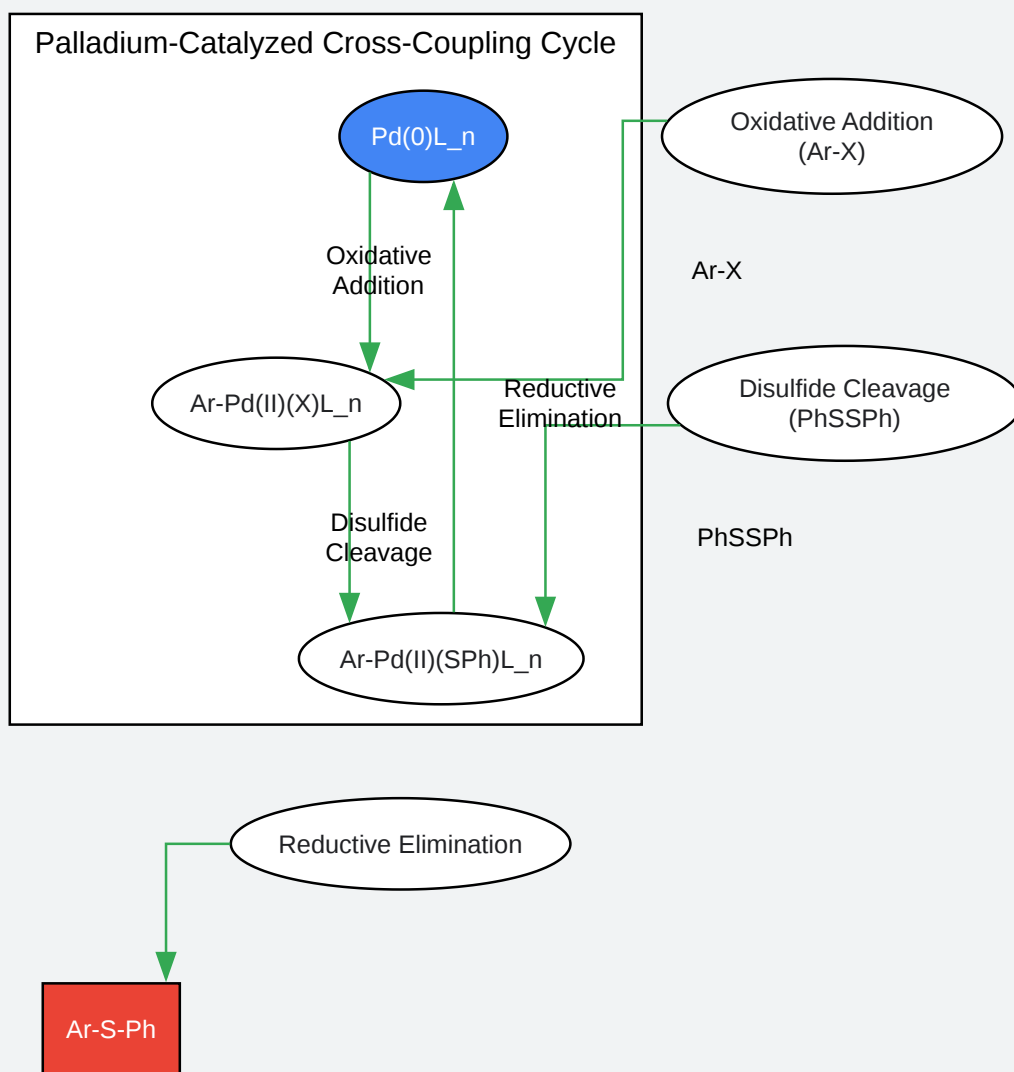 Palladium-Catalyzed Cross-Coupling Cycle
Pd(0)L_n
Oxidative Addition
(Ar-X)
Oxidative
Addition
Ar-X
Ar-Pd(II)(X)L_n
Reductive
Elimination
Disulfide Cleavage
(PhSSPh)
Disulfide
Cleavage
PhSSPh
Ar-Pd(II)(SPh)L_n
Reductive Elimination
Ar-S-Ph